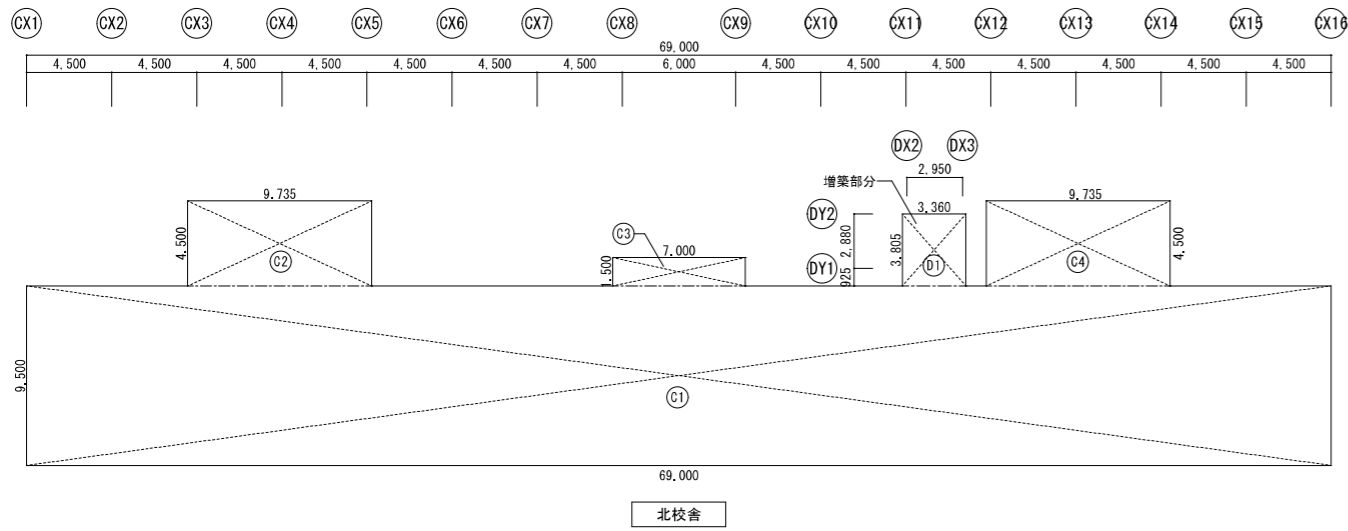 CX1 CX2 CX3 CX4 CX5 CX6 CX7 CX8 CX9 CX10 CX11 CX12 CX13 CX14 CX15 CX16
69,000
4,500 4,500 4,500 4,500 4,500 4,500 4,500 6,000 4,500 4,500 4,500 4,500 4,500 4,500 4,500
DX2 DX3
2,950
増築部分
9.735
3.360
9.735
DY2
4.500
C2
C3
7.000
1.500
DY1
2,880
925
3.805
D1
C4
4.500
9.500
C1
69.000
北校舎